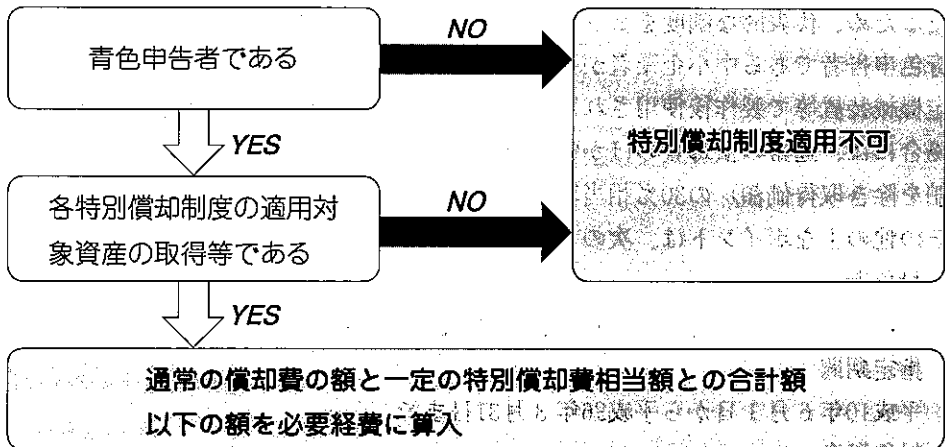 青色申告者である
NO
YES
特別償却制度適用不可
各特別償却制度の適用対
象資産の取得等である
NO
YES
通常の償却費の額と一定の特別償却費相当額との合計額
以下の額を必要経費に算入